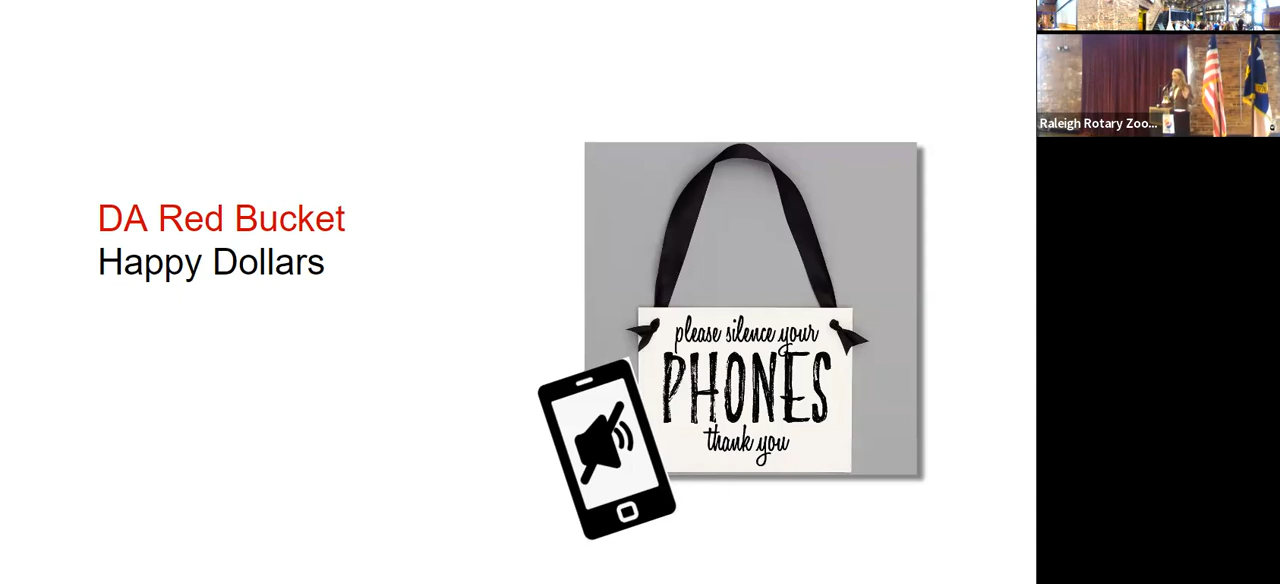 DA Red Bucket
Happy Dollars
please silence your
PHONES
thank you
Raleigh Rotary Zoo...